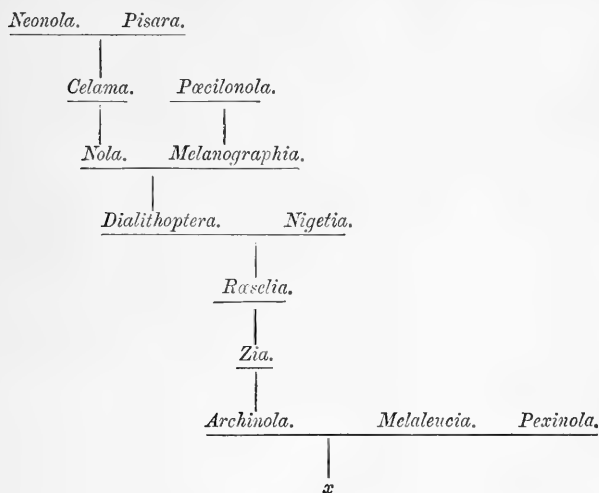 Neonola. Pisara.
Celama. Pœcilonola.
Nola. Melanographia.
Dialithoptera. Nigetia.
Rœselia.
Zia.
Archinola. Melaleucia. Pexinola.
x